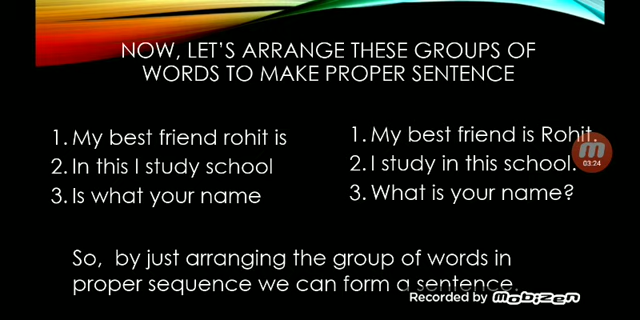 NOW, LET'S ARRANGE THESE GROUPS OF
WORDS TO MAKE PROPER SENTENCE
1. My best friend rohit is
2. In this I study school
3. Is what your name
1. My best friend is Rohit.
2. I study in this school.
3. What is your name?
03:24
So, by just arranging the group of words in
proper sequence we can form a sentence.
Recorded by mobizen